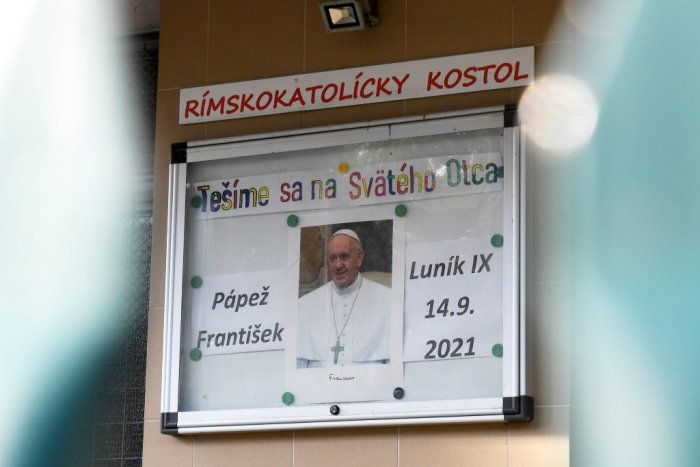 RÍMSKOKATOLÍCKY KOSTOL
Tešíme sa na Svätého Otca
Pápež
František
Luník IX
14.9.
2021